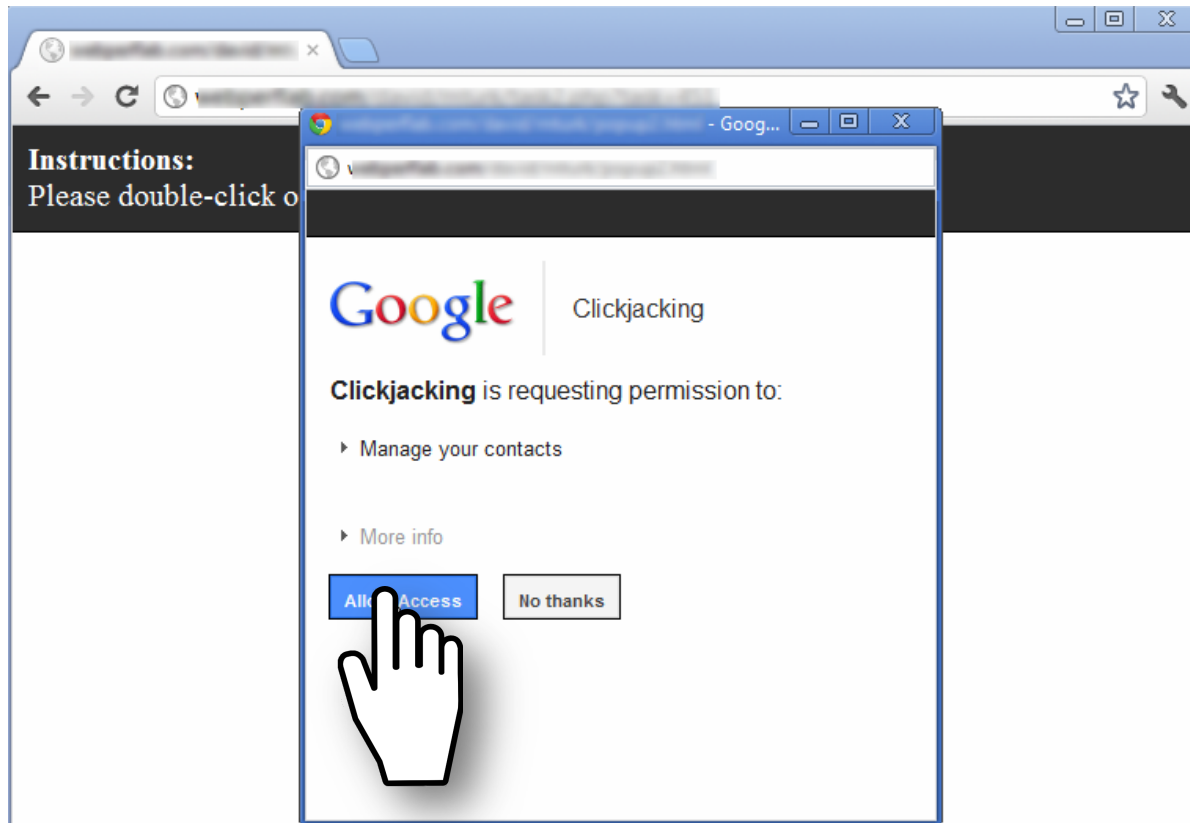 - Goog...
Instructions:
Please double-click o
Google
Clickjacking
Clickjacking is requesting permission to:
Manage your contacts
More info
Access
No thanks